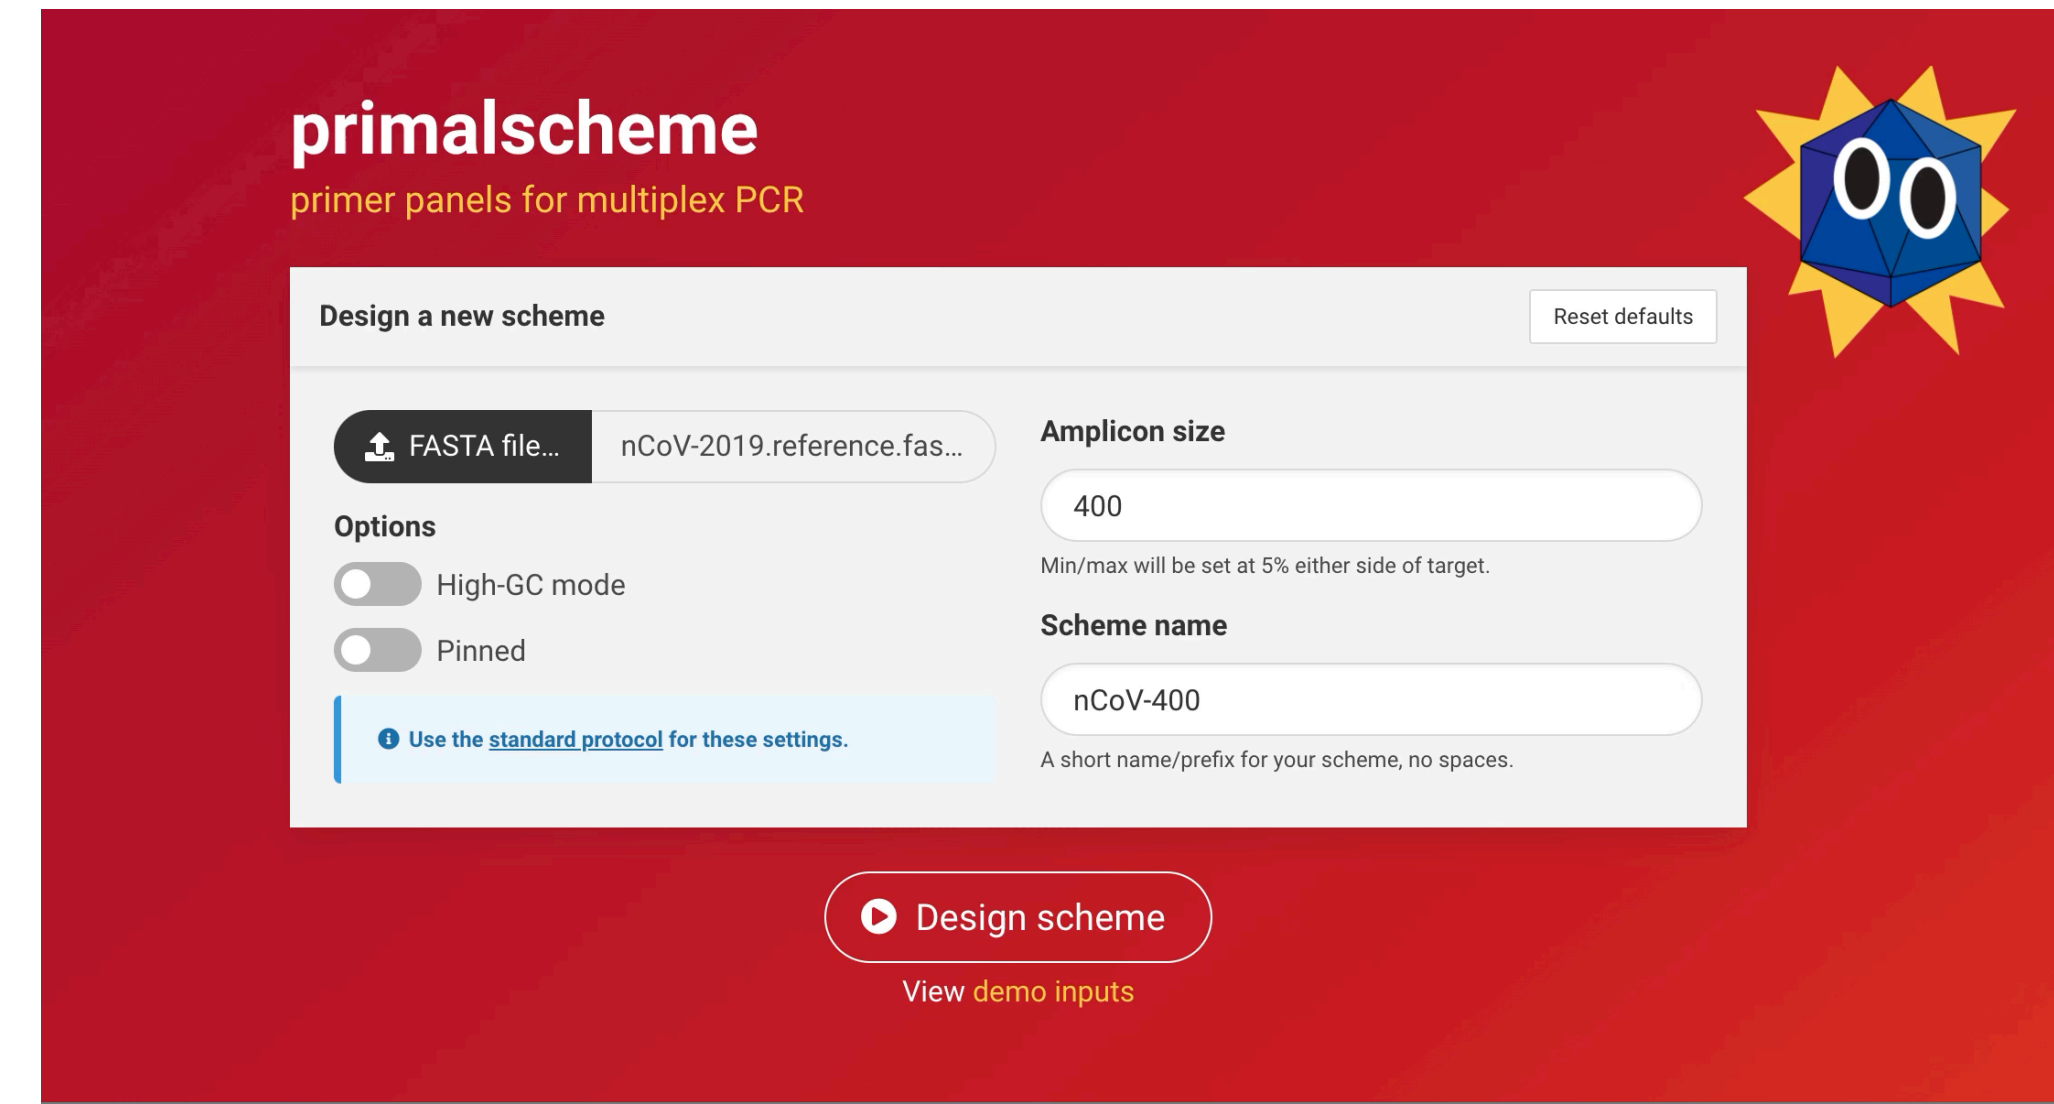 primalscheme
primer panels for multiplex PCR
Design a new scheme
Reset defaults
FASTA file...
nCoV-2019.reference.fas...
Options
High-GC mode
Pinned
Use the standard protocol for these settings.
Amplicon size
400
Min/max will be set at 5% either side of target.
Scheme name
nCoV-400
A short name/prefix for your scheme, no spaces.
Design scheme
View demo inputs